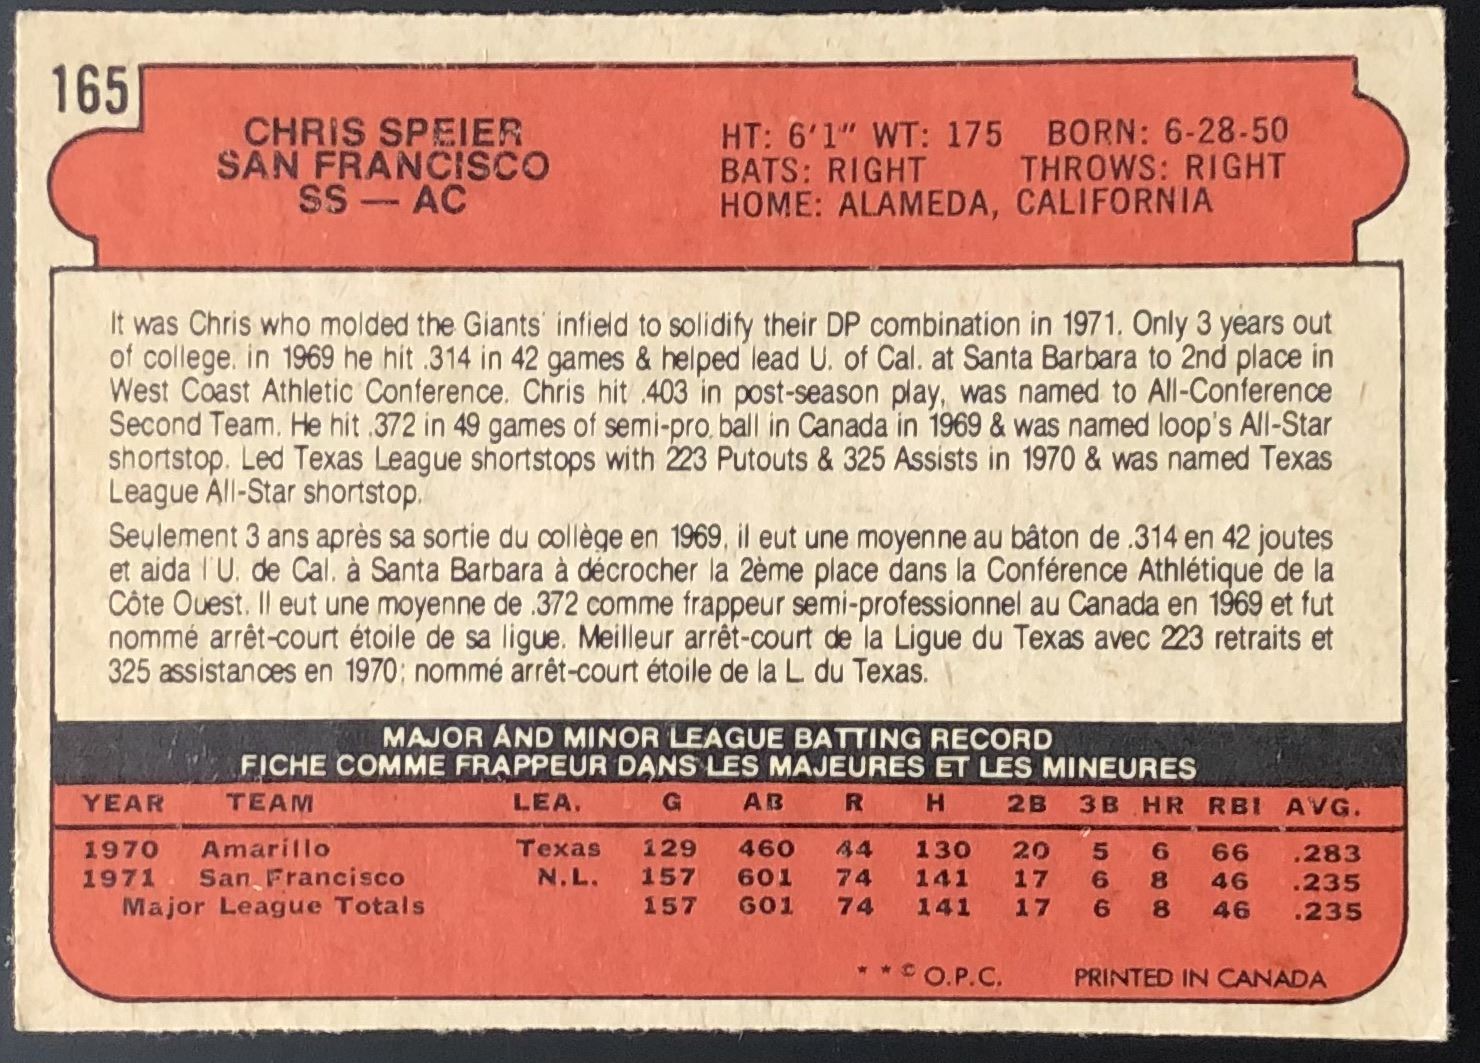 165
CHRIS SPEIER
SAN FRANCISCO
SS — AC
HT: 6'1" WT: 175 BORN: 6-28-50
BATS: RIGHT THROWS: RIGHT
HOME: ALAMEDA, CALIFORNIA
It was Chris who molded the Giants' infield to solidify their DP combination in 1971. Only 3 years out
of college, in 1969 he hit .314 in 42 games & helped lead U. of Cal. at Santa Barbara to 2nd place in
West Coast Athletic Conference. Chris hit .403 in post-season play, was named to All-Conference
Second Team. He hit .372 in 49 games of semi-pro ball in Canada in 1969 & was named loop's All-Star
shortstop. Led Texas League shortstops with 223 Putouts & 325 Assists in 1970 & was named Texas
League All-Star shortstop.
Seulement 3 ans après sa sortie du collège en 1969, il eut une moyenne au bâton de .314 en 42 joutes
et aida l'U. de Cal. à Santa Barbara à décrocher la 2ème place dans la Conférence Athlétique de la
Côte Ouest. Il eut une moyenne de .372 comme frappeur semi-professionnel au Canada en 1969 et fut
nommé arrêt-court étoile de sa ligue. Meilleur arrêt-court de la Ligue du Texas avec 223 retraits et
325 assistances en 1970; nommé arrêt-court étoile de la L. du Texas.
MAJOR AND MINOR LEAGUE BATTING RECORD
FICHE COMME FRAPPEUR DANS LES MAJEURES ET LES MINEURES
YEAR TEAM LEA. G AB R H 2B 3B HR RBI AVG.
1970 Amarillo Texas 129 460 44 130 20 5 6 66 .283
1971 San Francisco N.L. 157 601 74 141 17 6 8 46 .235
Major League Totals 157 601 74 141 17 6 8 46 .235
* * © O.P.C. PRINTED IN CANADA